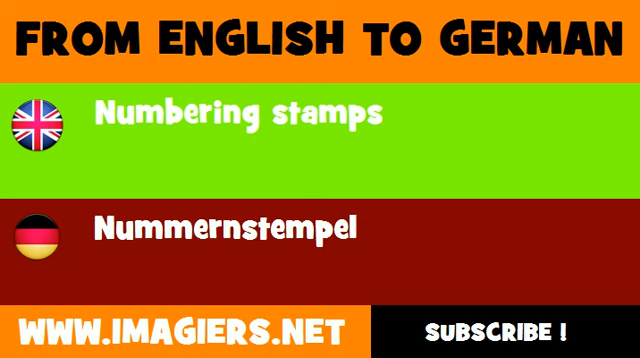 FROM ENGLISH TO GERMAN
Numbering stamps
Nummernstempel
WWW.IMAGIERS.NET
SUBSCRIBE !